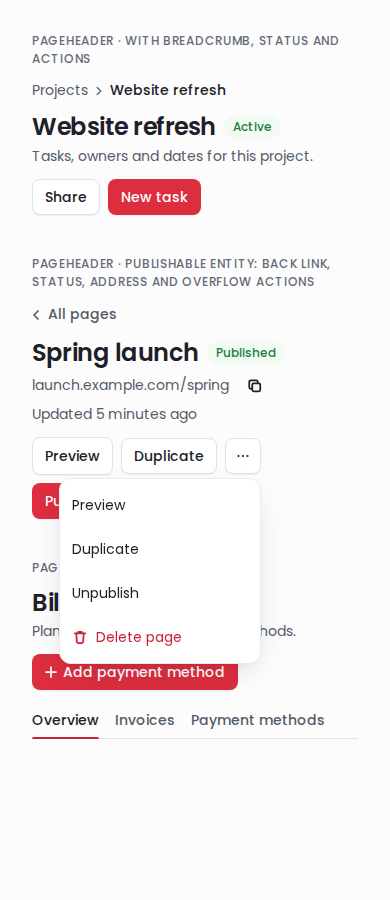 PAGEHEADER · WITH BREADCRUMB, STATUS AND
ACTIONS
Projects > Website refresh
Website refresh Active
Tasks, owners and dates for this project.
Share New task
PAGEHEADER · PUBLISHABLE ENTITY: BACK LINK,
STATUS, ADDRESS AND OVERFLOW ACTIONS
All pages
Spring launch Published
launch.example.com/spring
Updated 5 minutes ago
Preview Duplicate ...
Preview
Duplicate
Unpublish
Delete page
Add payment method
Overview Invoices Payment methods